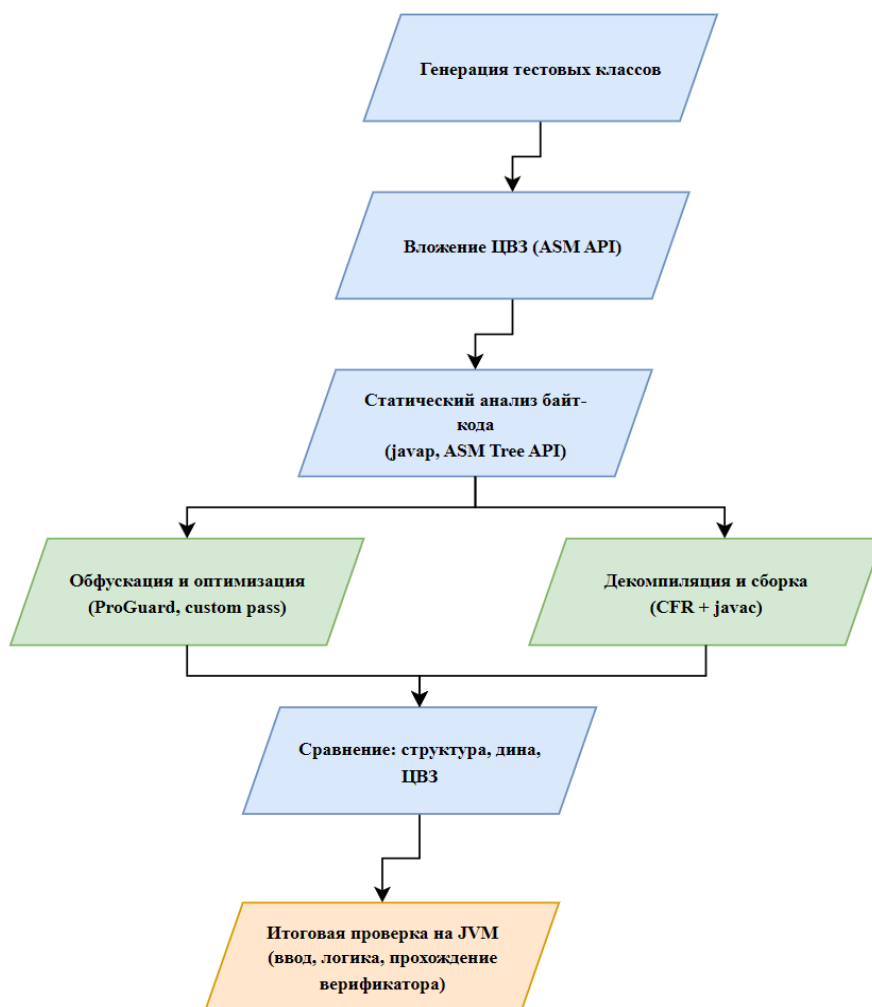 Генерация тестовых классов
Вложение ЦВЗ (ASM API)
Статический анализ байт-
кода
(javap, ASM Tree API)
Обфускация и оптимизация
(ProGuard, custom pass)
Декомпиляция и сборка
(CFR + javac)
Сравнение: структура, дина,
ЦВЗ
Итоговая проверка на JVM
(ввод, логика, прохождение
верификатора)